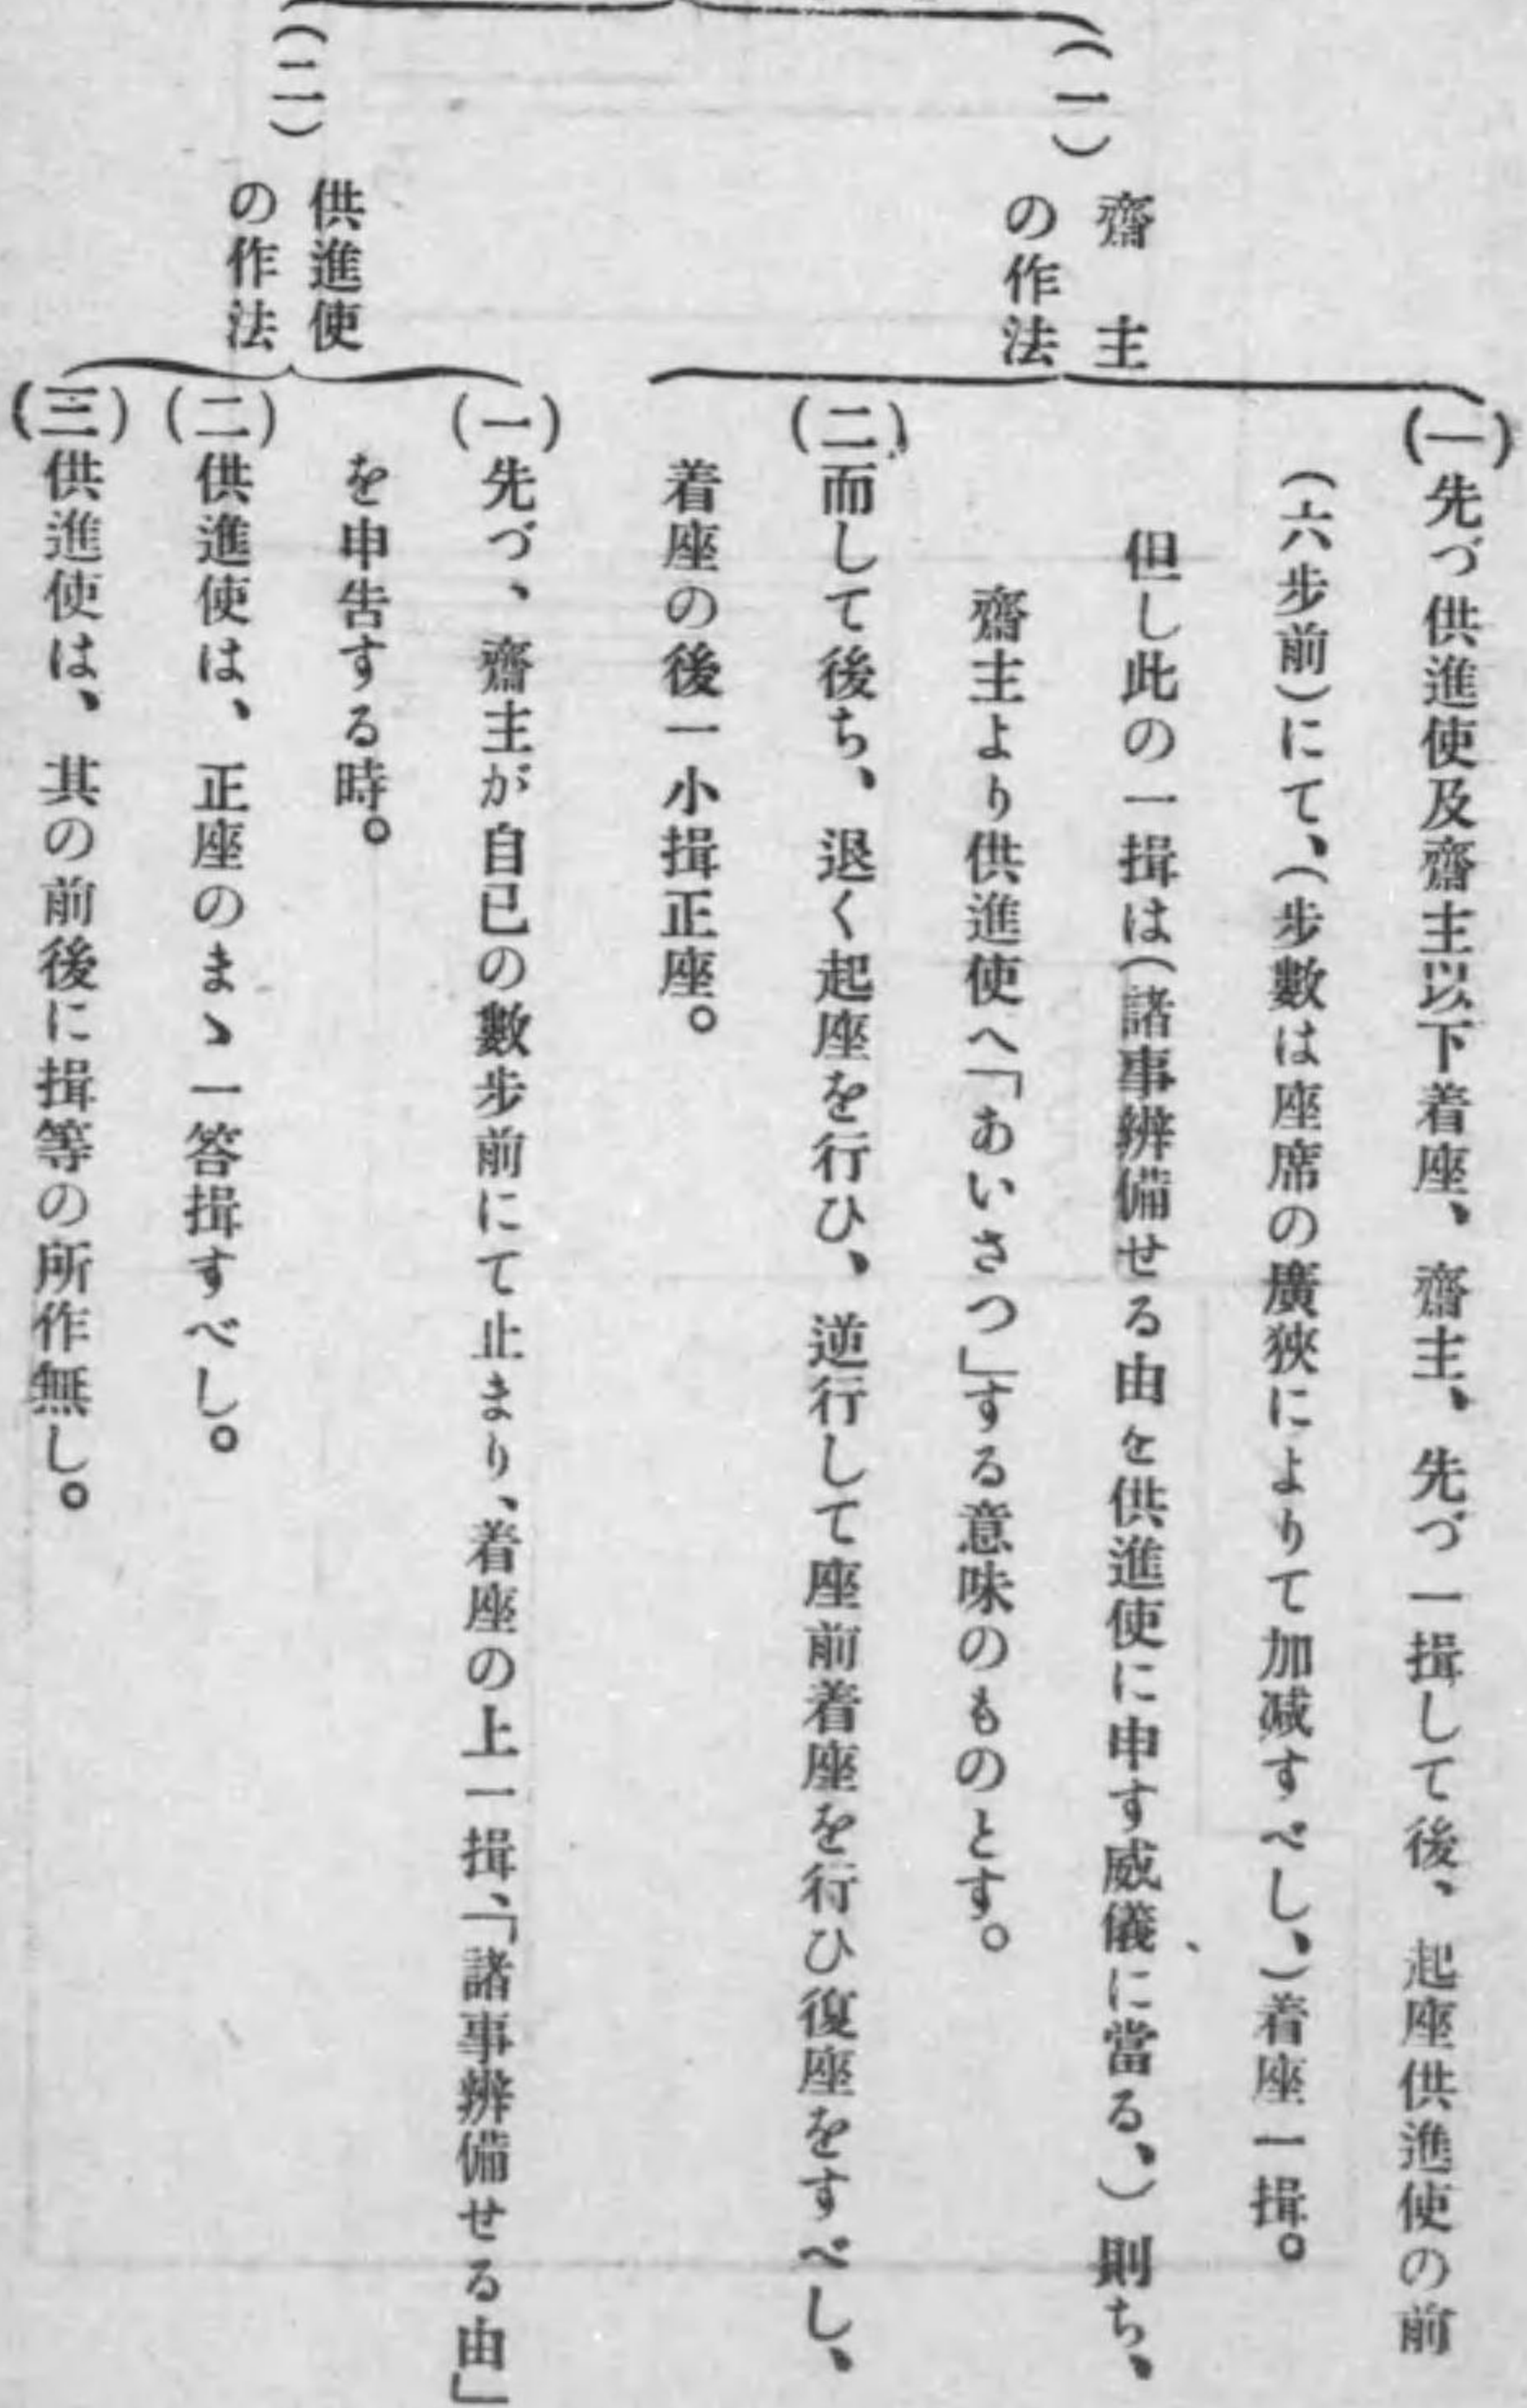 (一) 齋主
の作法
(一)先づ供進使及齋主以下着座、齋主、先づ一揖して後、起座供進使の前
(六步前)にて、(步數は座席の廣狹によりて加減すべし、)着座一揖。
但し此の一揖は(諸事辨備せる由を供進使に申す威儀に當る、)則ち、
齋主より供進使へ「あいさつ」する意味のものとす。
(二)而して後ち、退く起座を行ひ、逆行して座前着座を行ひ復座をすべし、
着座の後一小揖正座。
(二) 供進使
の作法
(一)先づ、齋主が自已の數步前にて止まり、着座の上一揖、「諸事辨備せる由」
を申告する時。
(二)供進使は、正座のまゝ一答揖すべし。
(三)供進使は、其の前後に揖等の所作無し。